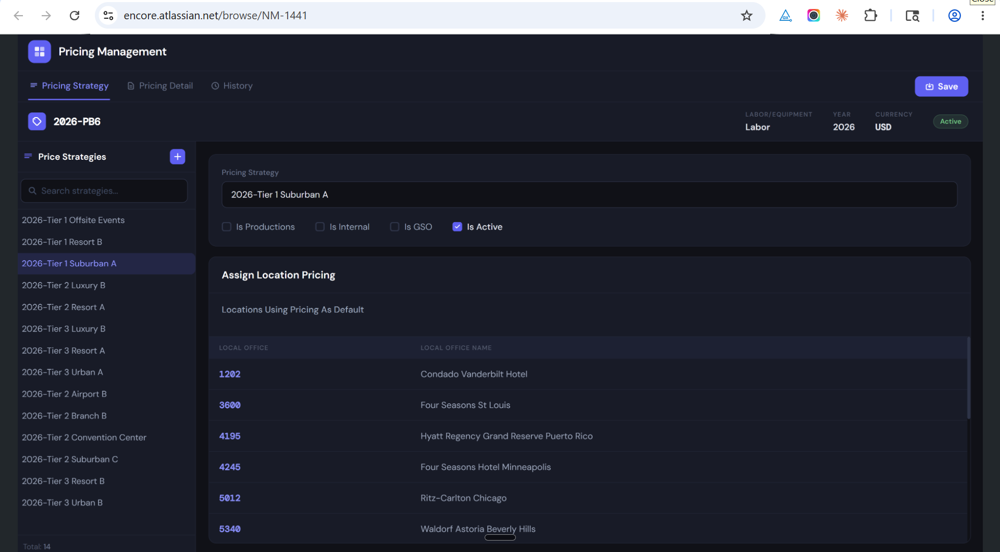 encore.atlassian.net/browse/NM-1441
Pricing Management
Pricing Strategy
Pricing Detail
History
Save
2026-PB6
LABOR/EQUIPMENT
Labor
YEAR
2026
CURRENCY
USD
Active
Price Strategies
Search strategies...
2026-Tier 1 Offsite Events
2026-Tier 1 Resort B
2026-Tier 1 Suburban A
2026-Tier 2 Luxury B
2026-Tier 2 Resort A
2026-Tier 3 Luxury B
2026-Tier 3 Resort A
2026-Tier 3 Urban A
2026-Tier 2 Airport B
2026-Tier 2 Branch B
2026-Tier 2 Convention Center
2026-Tier 2 Suburban C
2026-Tier 3 Resort B
2026-Tier 3 Urban B
Total: 14
Pricing Strategy
2026-Tier 1 Suburban A
Is Productions
Is Internal
Is GSO
Is Active
Assign Location Pricing
Locations Using Pricing As Default
LOCAL OFFICE LOCAL OFFICE NAME
1202 Condado Vanderbilt Hotel
3600 Four Seasons St Louis
4195 Hyatt Regency Grand Reserve Puerto Rico
4245 Four Seasons Hotel Minneapolis
5012 Ritz-Carlton Chicago
5340 Waldorf Astoria Beverly Hills